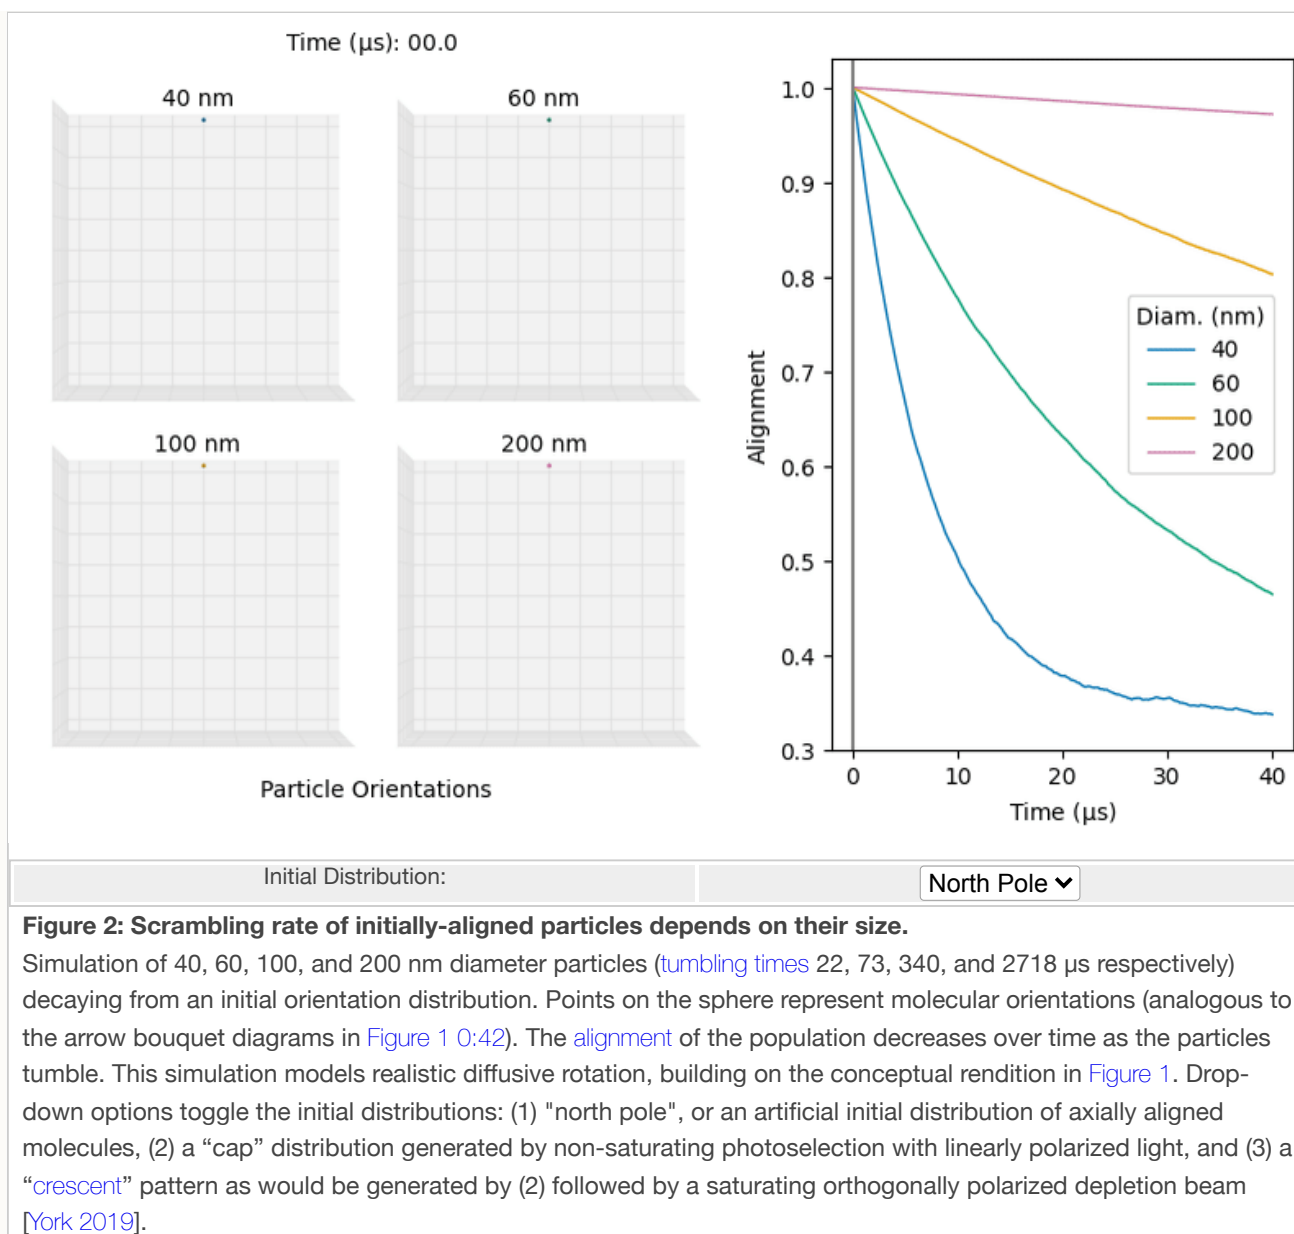 Time (µs): 00.0
40 nm
60 nm
100 nm
200 nm
Particle Orientations
1.0
0.9
0.8
0.7
0.6
0.5
0.4
0.3
Alignment
0
10
20
30
40
Time (µs)
Diam. (nm)
40
60
100
200
Initial Distribution:
North Pole
Figure 2: Scrambling rate of initially-aligned particles depends on their size.
Simulation of 40, 60, 100, and 200 nm diameter particles (tumbling times 22, 73, 340, and 2718 µs respectively)
decaying from an initial orientation distribution. Points on the sphere represent molecular orientations (analogous to
the arrow bouquet diagrams in Figure 1 0:42). The alignment of the population decreases over time as the particles
tumble. This simulation models realistic diffusive rotation, building on the conceptual rendition in Figure 1. Drop-
down options toggle the initial distributions: (1) "north pole", or an artificial initial distribution of axially aligned
molecules, (2) a “cap” distribution generated by non-saturating photoselection with linearly polarized light, and (3) a
“crescent” pattern as would be generated by (2) followed by a saturating orthogonally polarized depletion beam
[York 2019].